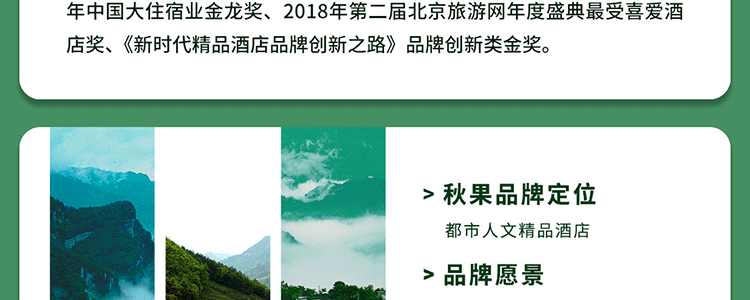 年中国大住宿业金龙奖、2018年第二届北京旅游网年度盛典最受喜爱酒
店奖、《新时代精品酒店品牌创新之路》品牌创新类金奖。
> 秋果品牌定位
都市人文精品酒店
> 品牌愿景